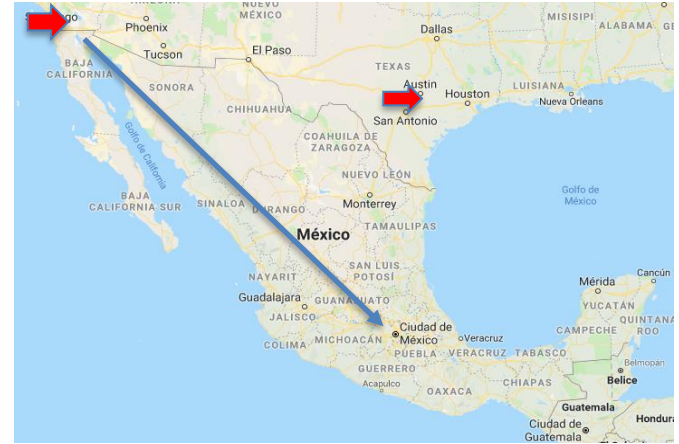 NUEVO
MÉXICO
MISISIPI
ALABAMA
Phoenix
Dallas
Tucson
El Paso
TEXAS
BAJA
CALIFORNIA
SONORA
Austin
Houston
LUISIANA
Nueva Orleans
San Antonio
CHIHUAHUA
COAHUILA DE
ZARAGOZA
Golfo de
California
NUEVO LEÓN
BAJA
CALIFORNIA SUR
SINALOA
DURANGO
Monterrey
Golfo de
México
México
TAMAULIPAS
SAN LUIS
POTOSÍ
NAYARIT
Guadalajara
GUANAJUATO
JALISCO
Mérida
Cancún
YUCATÁN
QUINTANA
ROO
CAMPECHE
Ciudad de
México
COLIMA
MICHOACÁN
Veracruz
PUEBLA
VERACRUZ
TABASCO
GUERRERO
Belmopán
Belice
Acapulco
OAXACA
CHIAPAS
Guatemala
Hondura
Ciudad de
Guatemala